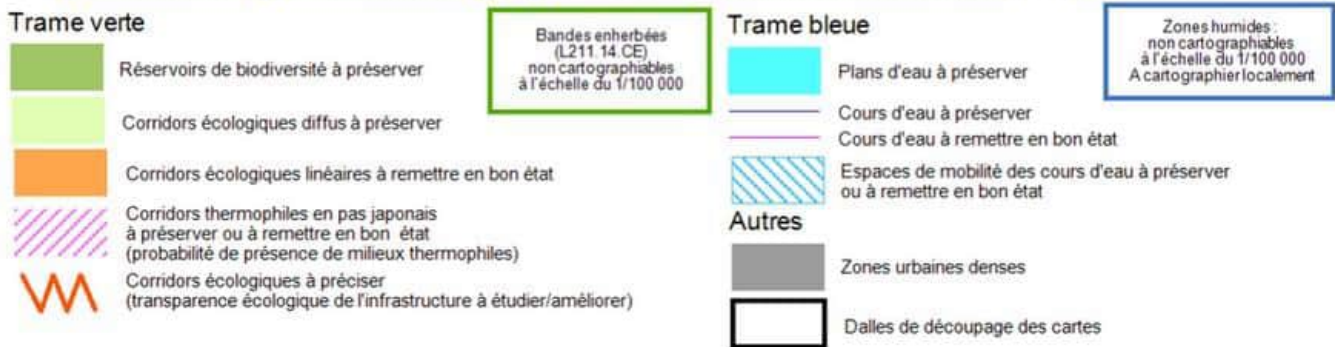 Trame verte
Bandes enherbées
(L211.14.CE)
non cartographiables
à l'échelle du 1/100 000
Réservoirs de biodiversité à préserver
Corridors écologiques diffus à préserver
Corridors écologiques linéaires à remettre en bon état
Corridors thermophiles en pas japonais
à préserver ou à remettre en bon état
(probabilité de présence de milieux thermophiles)
Corridors écologiques à préciser
(transparence écologique de l'infrastructure à étudier/améliorer)
Trame bleue
Zones humides :
non cartographiables
à l'échelle du 1/100 000
A cartographier localement
Plans d'eau à préserver
Cours d'eau à préserver
Cours d'eau à remettre en bon état
Espaces de mobilité des cours d'eau à préserver
ou à remettre en bon état
Autres
Zones urbaines denses
Dalles de découpage des cartes